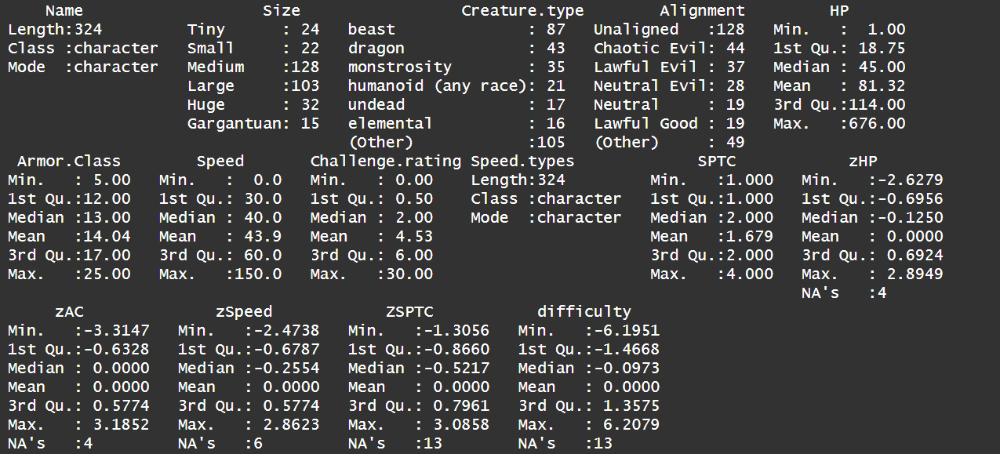 Name                   Size                 Creature.type        Alignment         HP
Length:324         Tiny      : 24   beast               : 87   Unaligned   :128   Min.   :  1.00
Class :character   Small     : 22   dragon              : 43   Chaotic Evil: 44   1st Qu.: 18.75
Mode  :character   Medium    :128   monstrosity         : 35   Lawful Evil : 37   Median : 45.00
                   Large     :103   humanoid (any race): 21   Neutral Evil: 28   Mean   : 81.32
                   Huge      : 32   undead              : 17   Neutral     : 19   3rd Qu.:114.00
                   Gargantuan: 15   elemental           : 16   Lawful Good : 19   Max.   :676.00
                                    (Other)             :105   (Other)     : 49
 Armor.Class        Speed       Challenge.rating Speed.types             SPTC            zHP
Min.   : 5.00   Min.   :  0.0   Min.   : 0.00    Length:324         Min.   :1.000   Min.   :-2.6279
1st Qu.:12.00   1st Qu.: 30.0   1st Qu.: 0.50    Class :character   1st Qu.:1.000   1st Qu.:-0.6956
Median :13.00   Median : 40.0   Median : 2.00    Mode  :character   Median :2.000   Median :-0.1250
Mean   :14.04   Mean   : 43.9   Mean   : 4.53                       Mean   :1.679   Mean   : 0.0000
3rd Qu.:17.00   3rd Qu.: 60.0   3rd Qu.: 6.00                       3rd Qu.:2.000   3rd Qu.: 0.6924
Max.   :25.00   Max.   :150.0   Max.   :30.00                       Max.   :4.000   Max.   : 2.8949
                                                                                    NA's   :4
     zAC              zSpeed            ZSPTC           difficulty
Min.   :-3.3147   Min.   :-2.4738   Min.   :-1.3056   Min.   :-6.1951
1st Qu.:-0.6328   1st Qu.:-0.6787   1st Qu.:-0.8660   1st Qu.:-1.4668
Median : 0.0000   Median :-0.2554   Median :-0.5217   Median :-0.0973
Mean   : 0.0000   Mean   : 0.0000   Mean   : 0.0000   Mean   : 0.0000
3rd Qu.: 0.5774   3rd Qu.: 0.5774   3rd Qu.: 0.7961   3rd Qu.: 1.3575
Max.   : 3.1852   Max.   : 2.8623   Max.   : 3.0858   Max.   : 6.2079
NA's   :4         NA's   :6         NA's   :13        NA's   :13